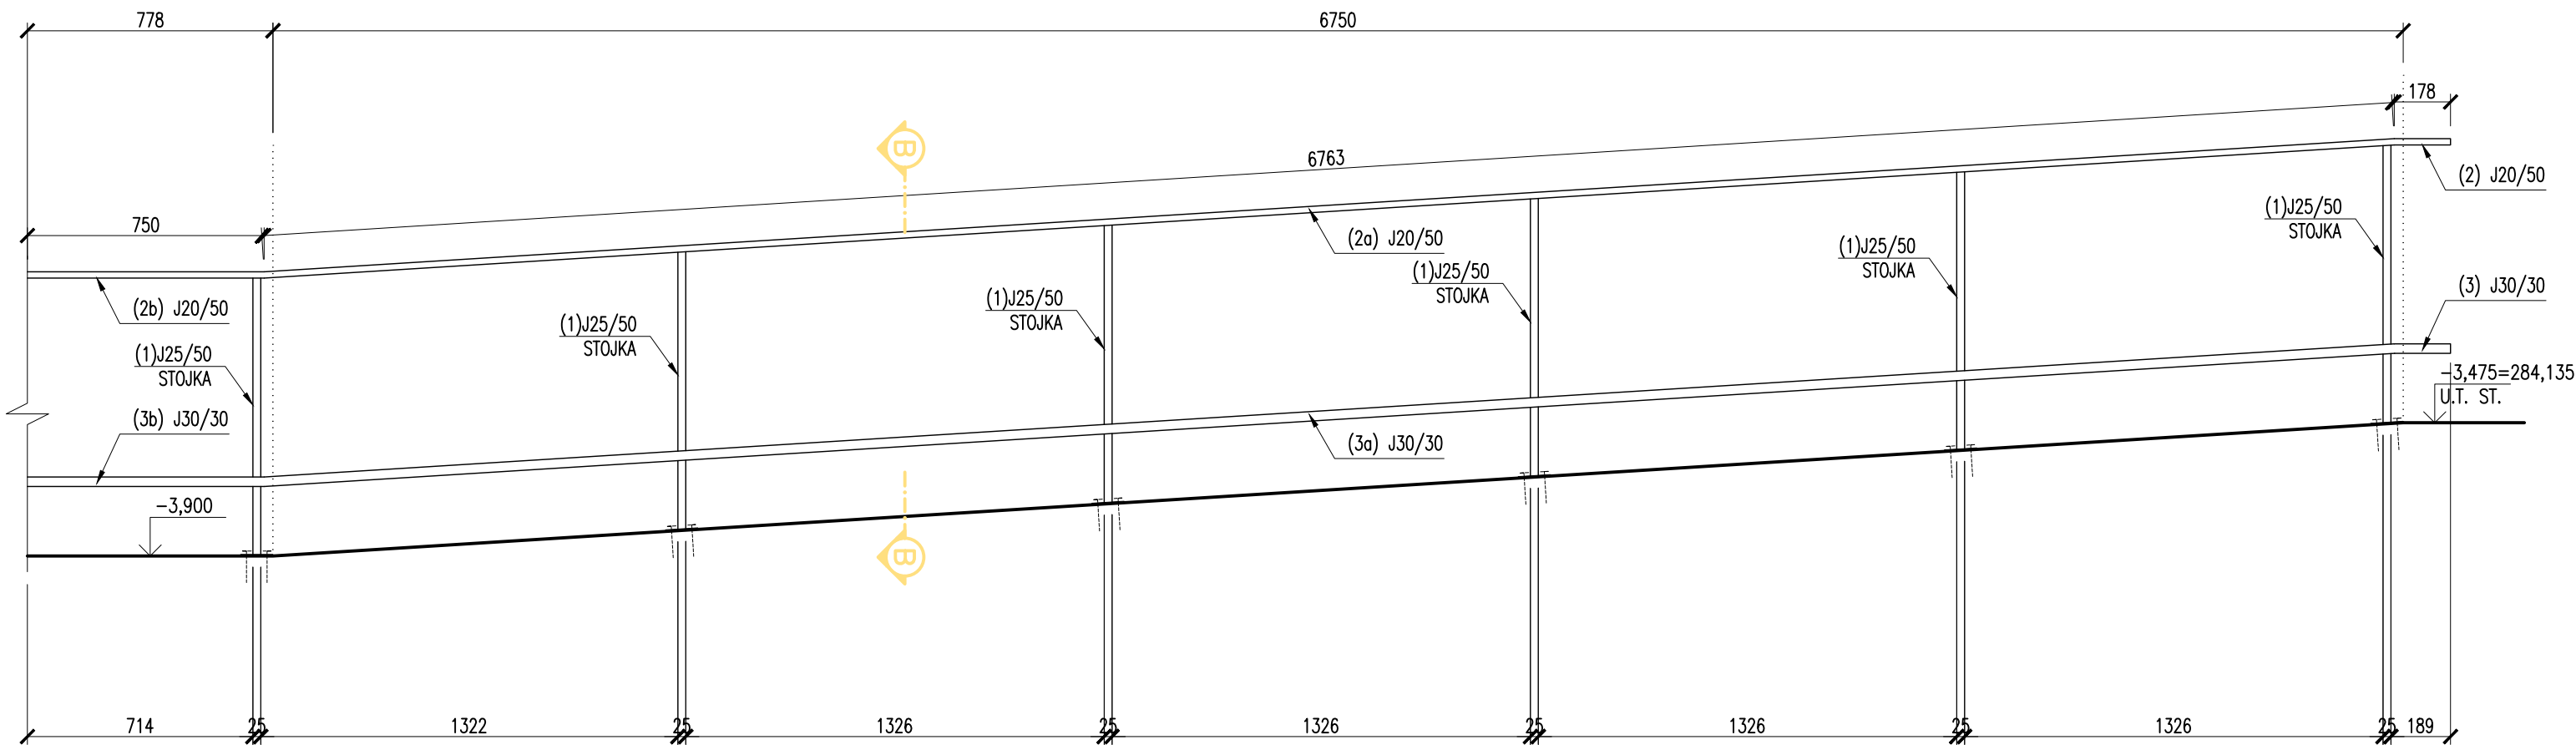 778
6750
178
6763
(2) J20/50
750
(1)J25/50
STOJKA
(2a) J20/50
(1)J25/50
STOJKA
(1)J25/50
STOJKA
(3) J30/30
(2b) J20/50
(1)J25/50
STOJKA
(1)J25/50
STOJKA
(1)J25/50
STOJKA
-3,475=284,135
U.T. ST.
(3b) J30/30
(3a) J30/30
-3,900
B
B
714 25 1322 25 1326 25 1326 25 1326 25 1326 25 189